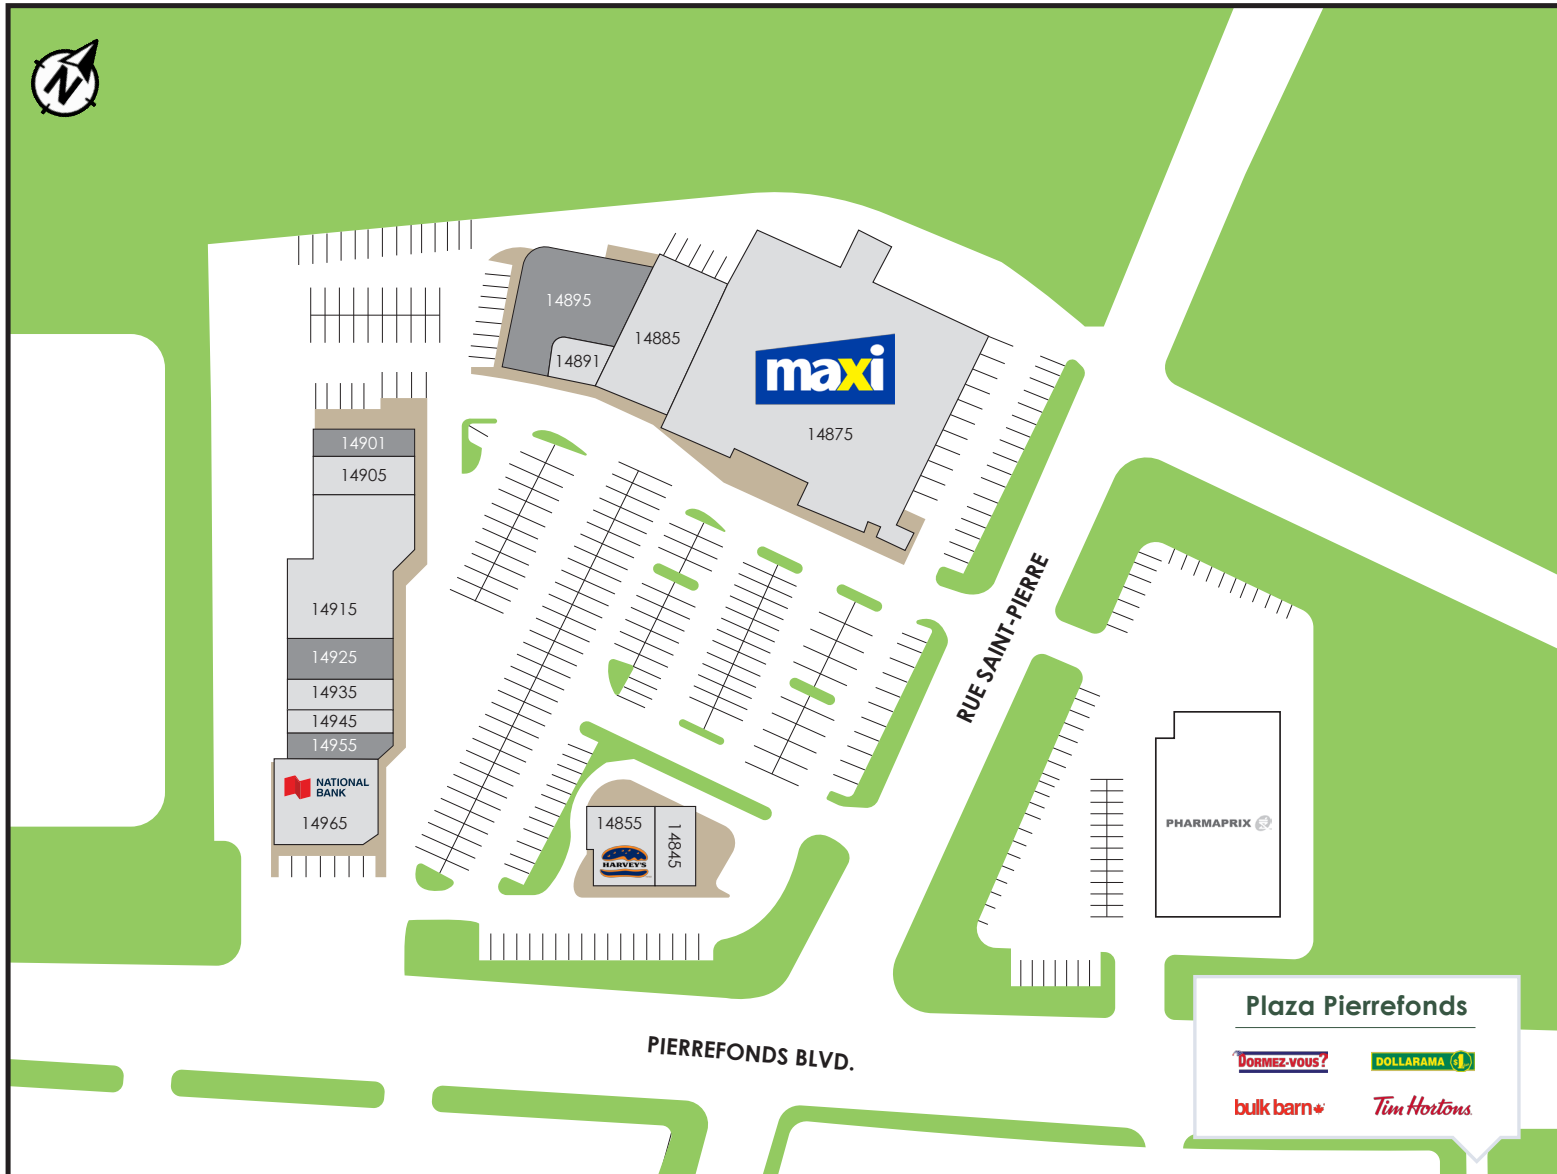 N
14895
14885
14891
maxi
14875
14901
14905
14915
14925
14935
14945
14955
NATIONAL
BANK
14965
14855
HARVEY'S
14845
RUE SAINT-PIERRE
PHARMAPRIX
PIERREFONDS BLVD.
Plaza Pierrefonds
DORMEZ-VOUS?
DOLLARAMA $1
bulk barn
Tim Hortons